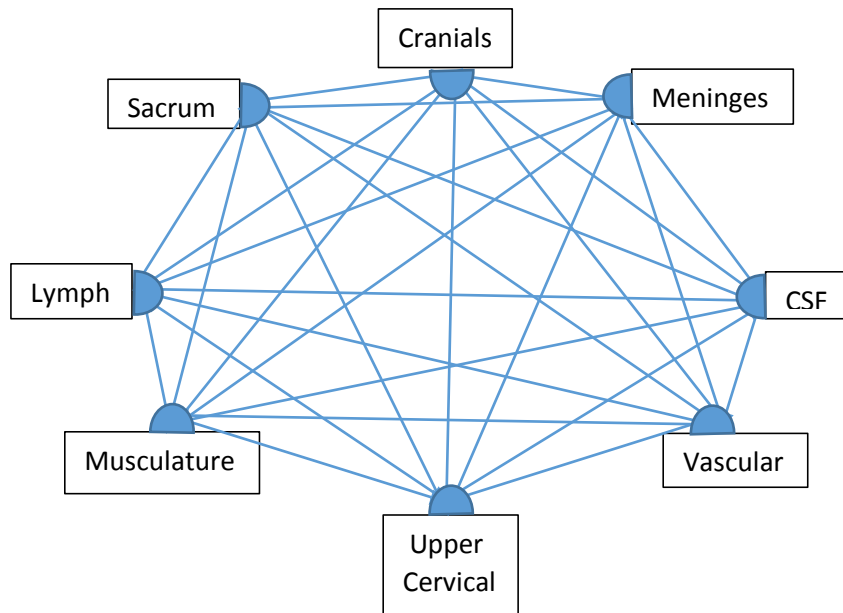 Cranials
Sacrum
Meninges
Lymph
CSF
Musculature
Vascular
Upper
Cervical